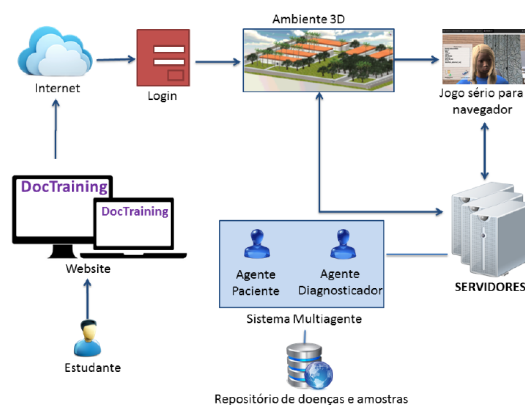 Ambiente 3D
Internet
Login
Jogo sério para
navegador
DocTraining
DocTraining
Website
Agente
Paciente
Agente
Diagnosticador
SERVIDORES
Sistema Multiagente
Estudante
Repositório de doenças e amostras